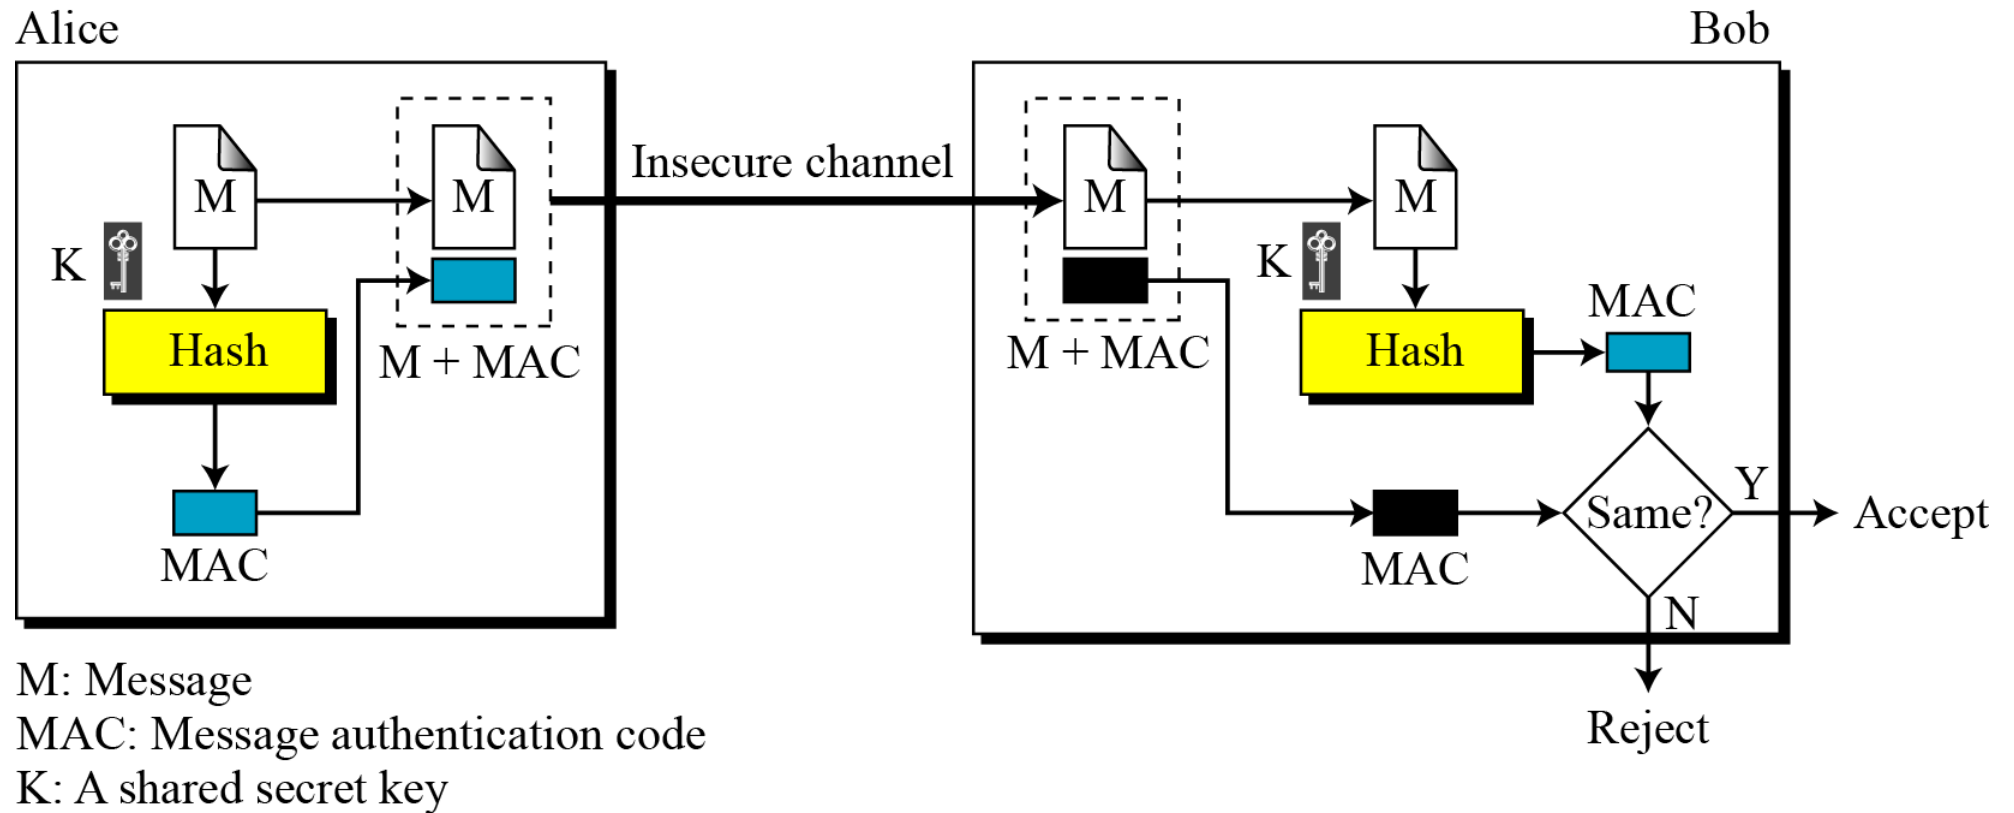 Alice
Bob
M
M
Insecure channel
M
M
K
K
Hash
M + MAC
M + MAC
Hash
MAC
MAC
MAC
Same?
Y
Accept
N
Reject
M: Message
MAC: Message authentication code
K: A shared secret key